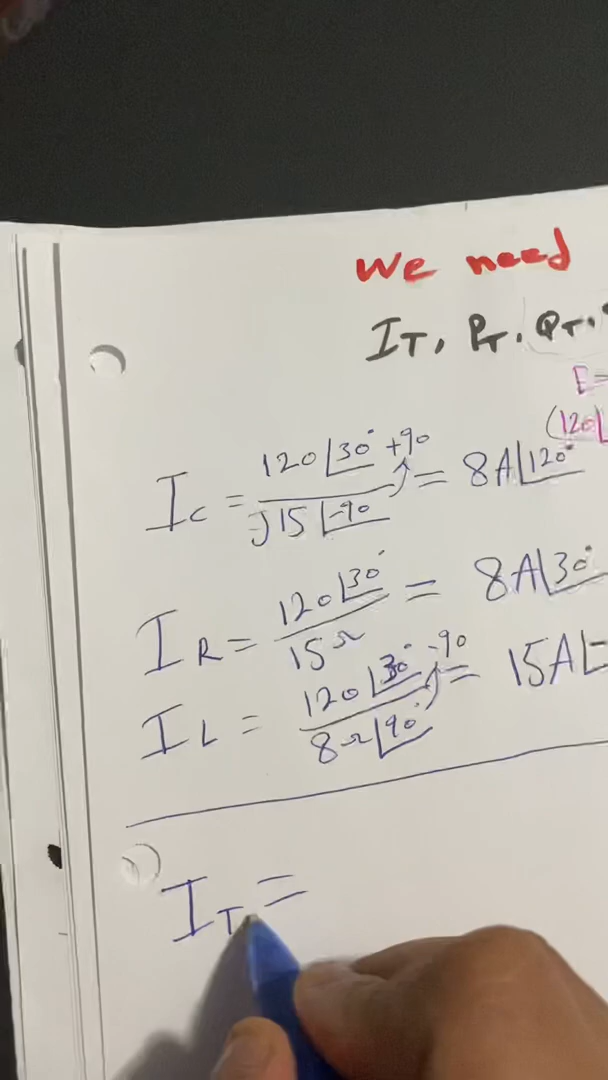 We need
IT, PT, QT,
E=
(120∠
IC = 120∠30° +90 / J15∠-90 = 8A∠120°
IR = 120∠30° / 15Ω = 8A∠30°
IL = 120∠30° -90 / 8Ω∠90° = 15A∠-
IT =